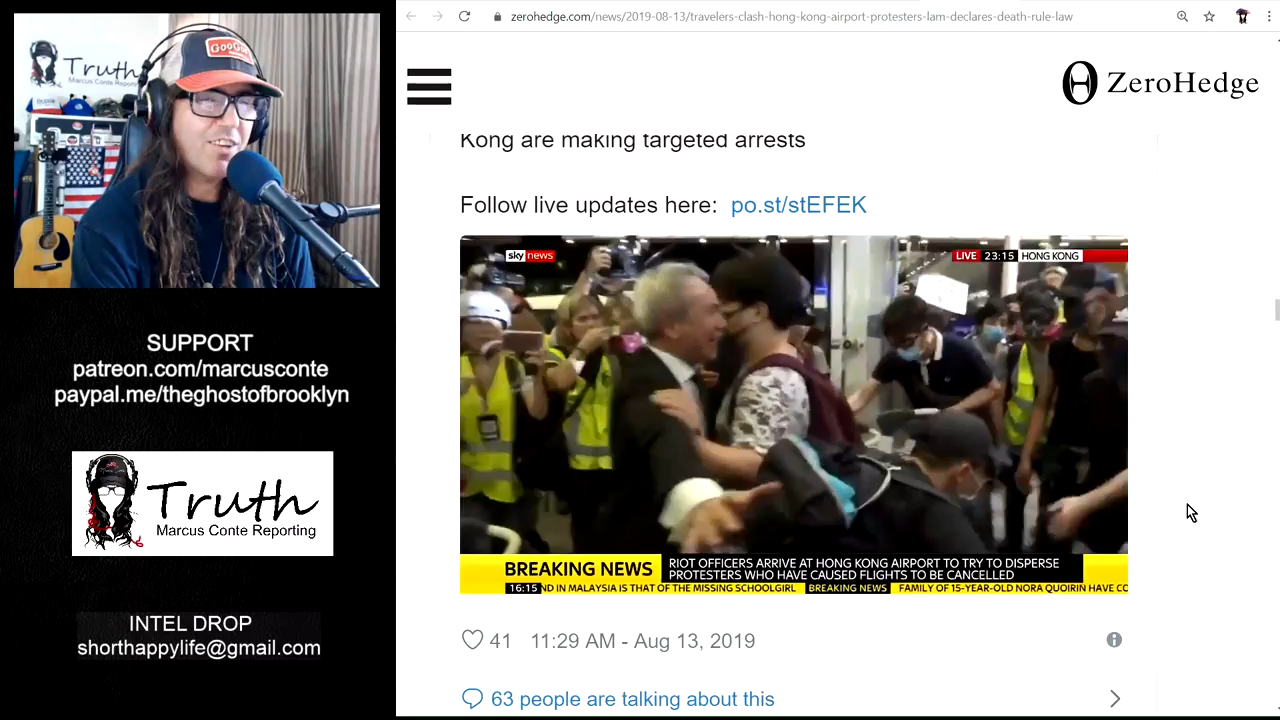 Truth
Marcus Conte Reporting
GooGoo
SUPPORT
patreon.com/marcusconte
paypal.me/theghostofbrooklyn
Truth
Marcus Conte Reporting
INTEL DROP
shorthappylife@gmail.com
zerohedge.com/news/2019-08-13/travelers-clash-hong-kong-airport-protesters-lam-declares-death-rule-law
ZeroHedge
Kong are making targeted arrests
Follow live updates here: po.st/stEFEK
sky news
LIVE 23:15 HONG KONG
BREAKING NEWS
RIOT OFFICERS ARRIVE AT HONG KONG AIRPORT TO TRY TO DISPERSE
PROTESTERS WHO HAVE CAUSED FLIGHTS TO BE CANCELLED
16:15 ND IN MALAYSIA IS THAT OF THE MISSING SCHOOLGIRL BREAKING NEWS FAMILY OF 15-YEAR-OLD NORA QUOIRIN HAVE CO
41 11:29 AM - Aug 13, 2019
63 people are talking about this